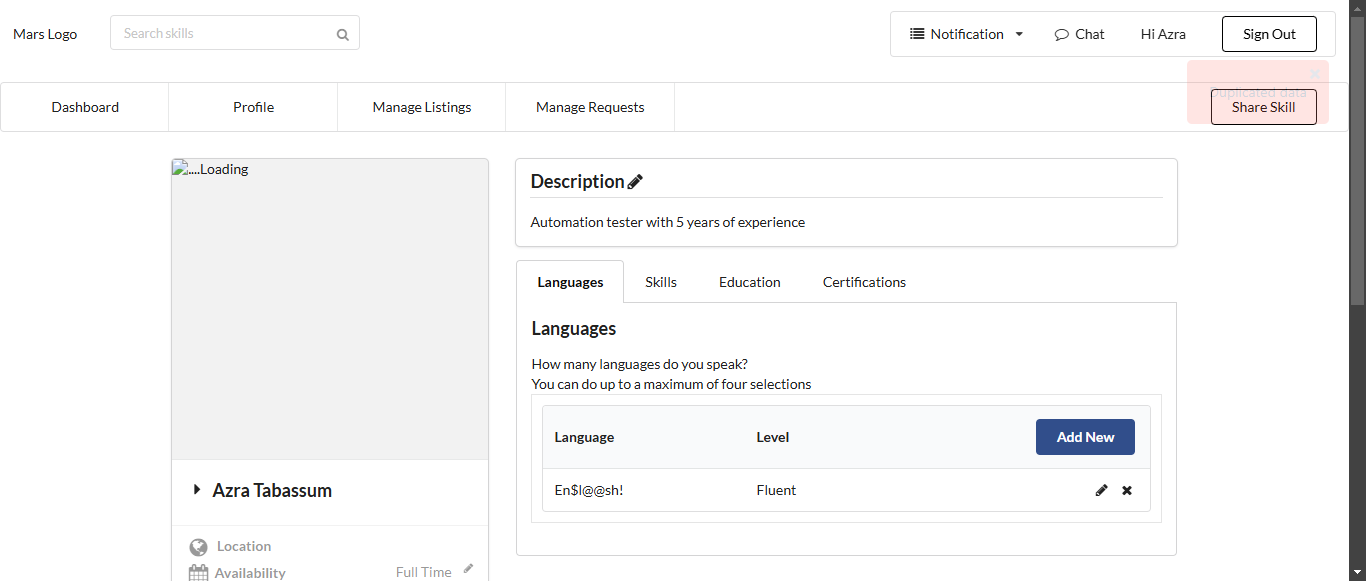 Mars Logo
Search skills
Notification
Chat
Hi Azra
Sign Out
Duplicated data
Dashboard
Profile
Manage Listings
Manage Requests
Share Skill
....Loading
Description
Automation tester with 5 years of experience
Languages
Skills
Education
Certifications
Languages
How many languages do you speak?
You can do up to a maximum of four selections
Language
Level
Add New
En$l@@sh!
Fluent
Azra Tabassum
Location
Availability
Full Time